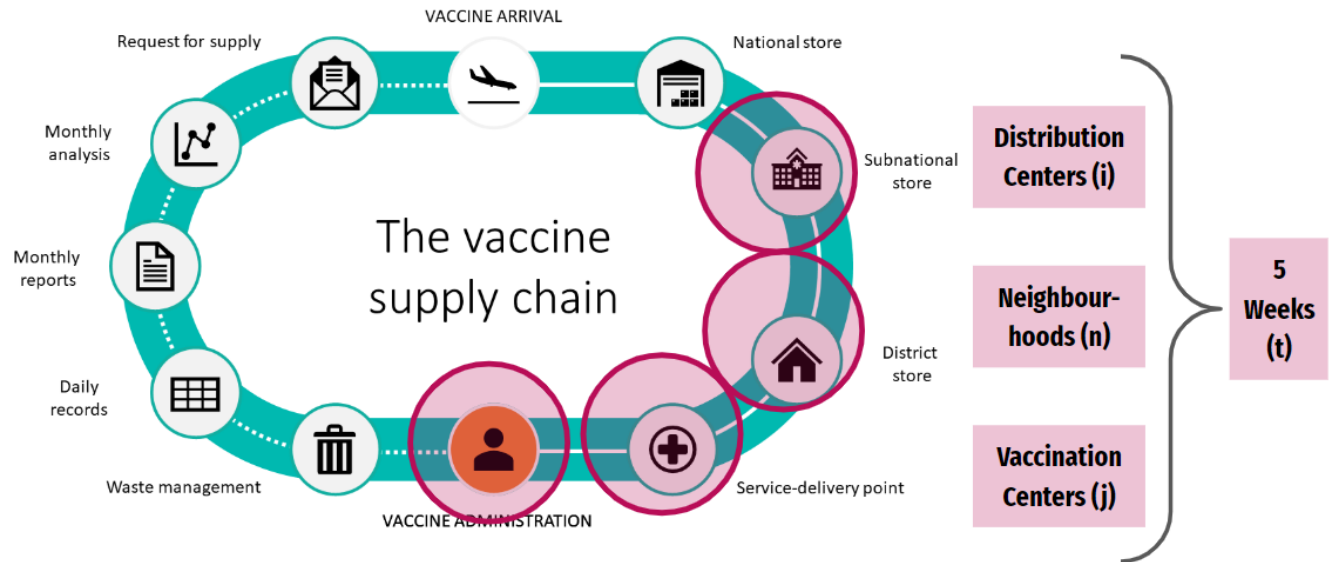 VACCINE ARRIVAL
Request for supply
National store
Monthly
analysis
Subnational
store
Distribution
Centers (i)
The vaccine
supply chain
Monthly
reports
Neighbour-
hoods (n)
5
Weeks
(t)
District
store
Daily
records
Vaccination
Centers (j)
Waste management
Service-delivery point
VACCINE ADMINISTRATION